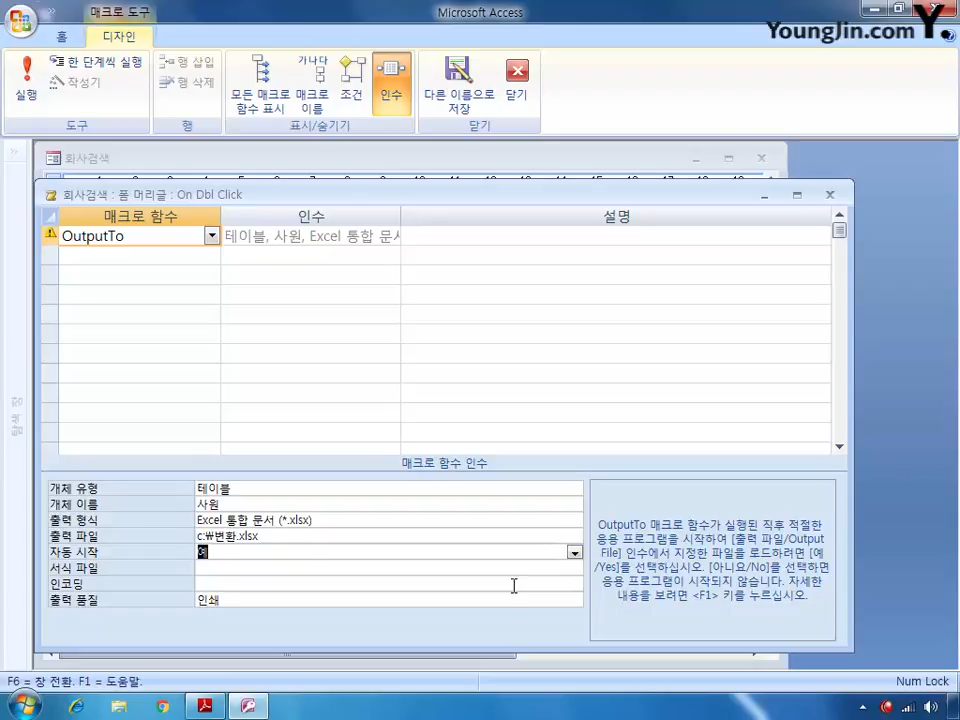 매크로 도구
Microsoft Access
YoungJin.com Y.
홈
디자인
실행
한 단계씩 실행
작성기
도구
행 삽입
행 삭제
행
모든 매크로
함수 표시
가나다
매크로
이름
조건
인수
표시/숨기기
다른 이름으로
저장
닫기
닫기
회사검색
회사검색 : 폼 머리글 : On Dbl Click
매크로 함수
인수
설명
OutputTo
테이블, 사원, Excel 통합 문서
매크로 함수 인수
개체 유형
테이블
개체 이름
사원
출력 형식
Excel 통합 문서 (*.xlsx)
출력 파일
c:₩변환.xlsx
자동 시작
예
서식 파일
인코딩
출력 품질
인쇄
OutputTo 매크로 함수가 실행된 직후 적절한
응용 프로그램을 시작하여 [출력 파일/Output
File] 인수에서 지정한 파일을 로드하려면 [예
/Yes]를 선택하십시오. [아니요/No]를 선택하면
응용 프로그램이 시작되지 않습니다. 자세한
내용을 보려면 <F1> 키를 누르십시오.
F6 = 창 전환. F1 = 도움말.
Num Lock